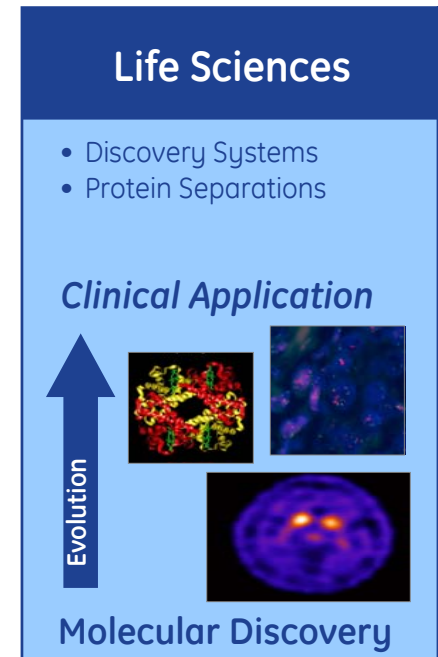 Life Sciences
• Discovery Systems
• Protein Separations
Clinical Application
Evolution
Molecular Discovery